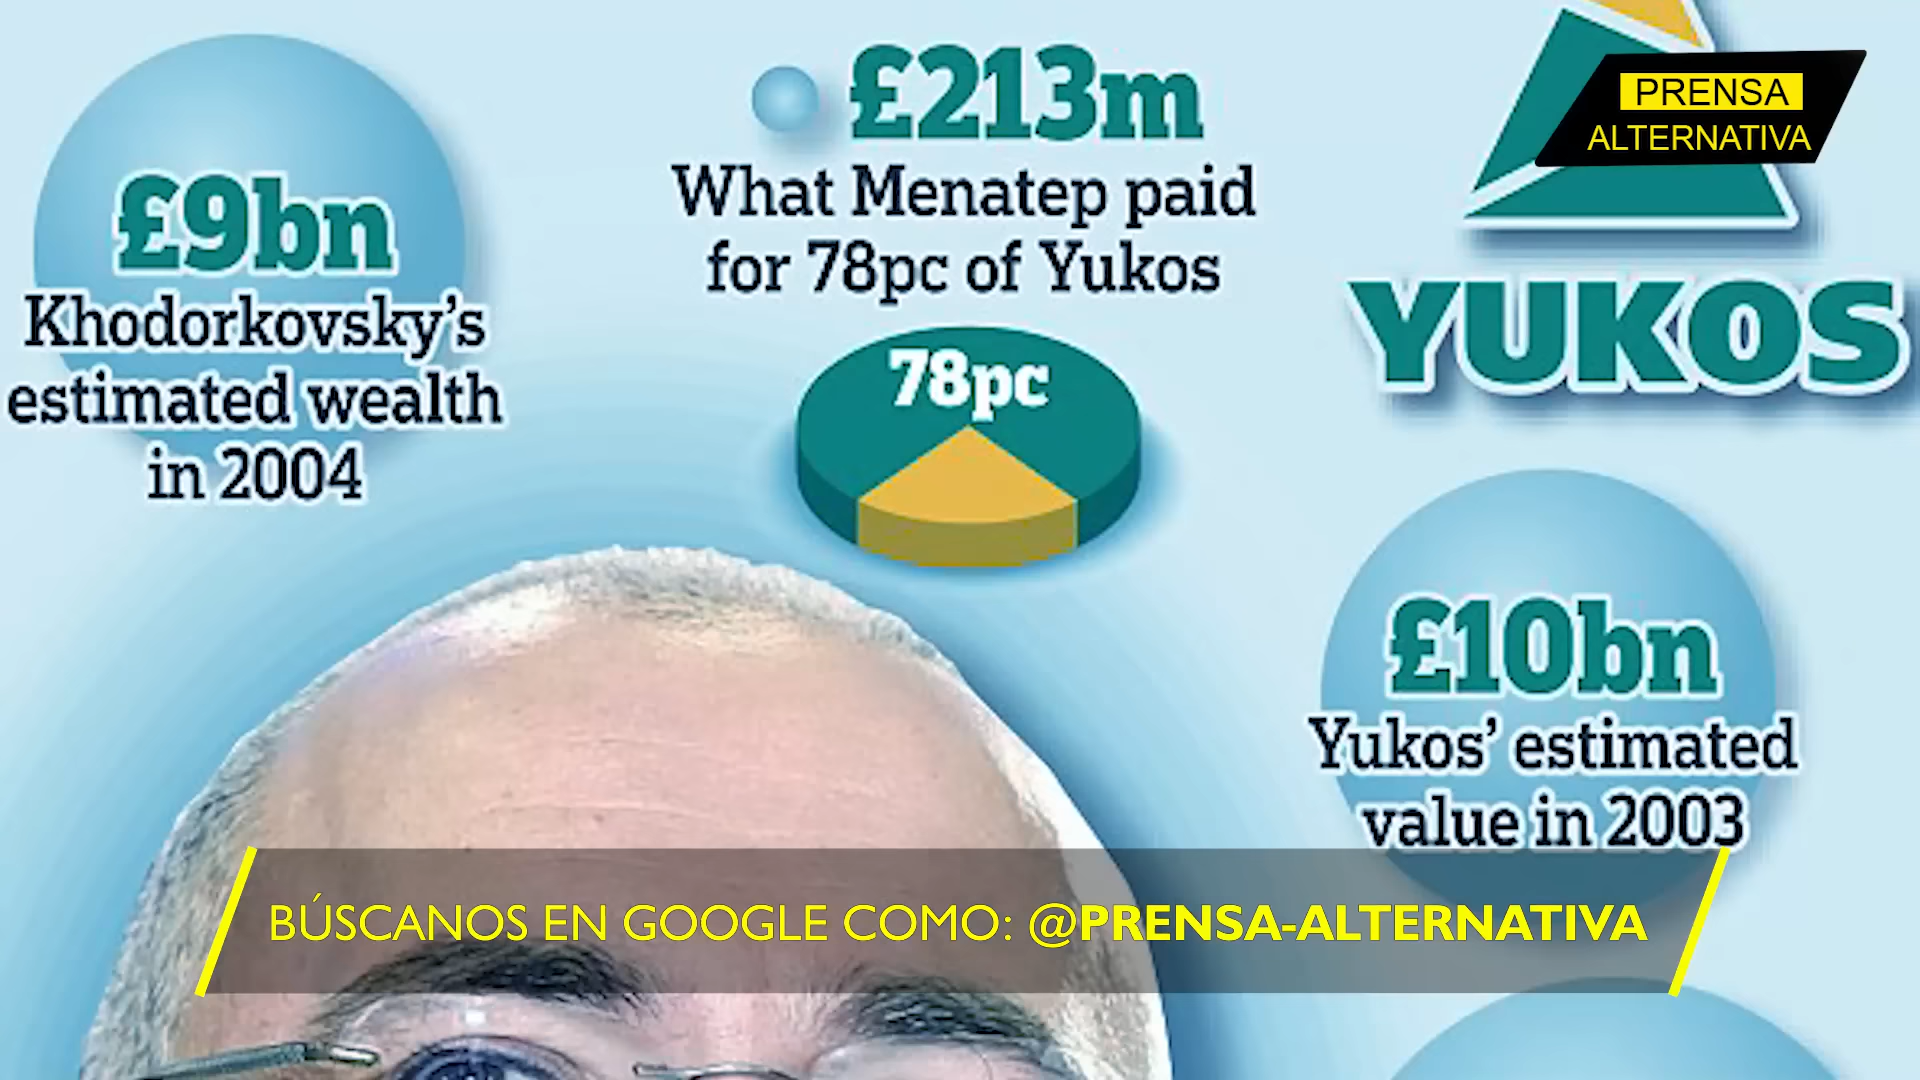 £9bn
Khodorkovsky's
estimated wealth
in 2004
£213m
What Menatep paid
for 78pc of Yukos
78pc
PRENSA
ALTERNATIVA
YUKOS
£10bn
Yukos' estimated
value in 2003
BÚSCANOS EN GOOGLE COMO: @PRENSA-ALTERNATIVA